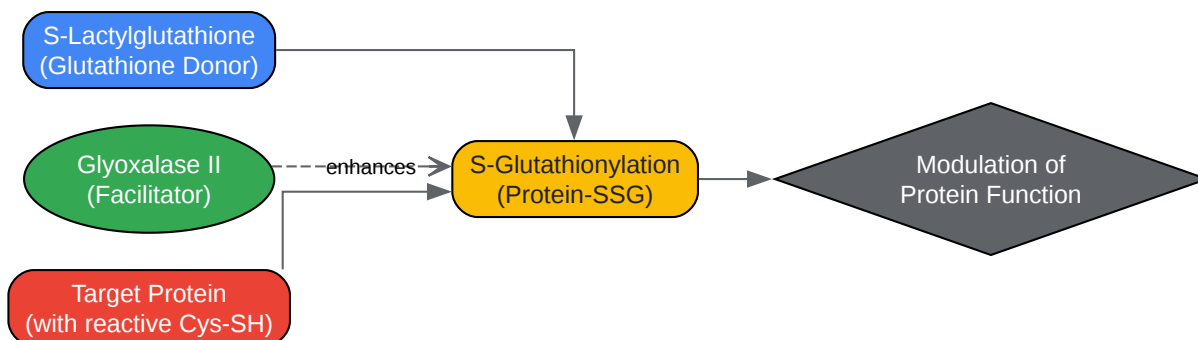 S-Lactylglutathione
(Glutathione Donor)
Glyoxalase II
(Facilitator)
enhances
S-Glutathionylation
(Protein-SSG)
Modulation of
Protein Function
Target Protein
(with reactive Cys-SH)